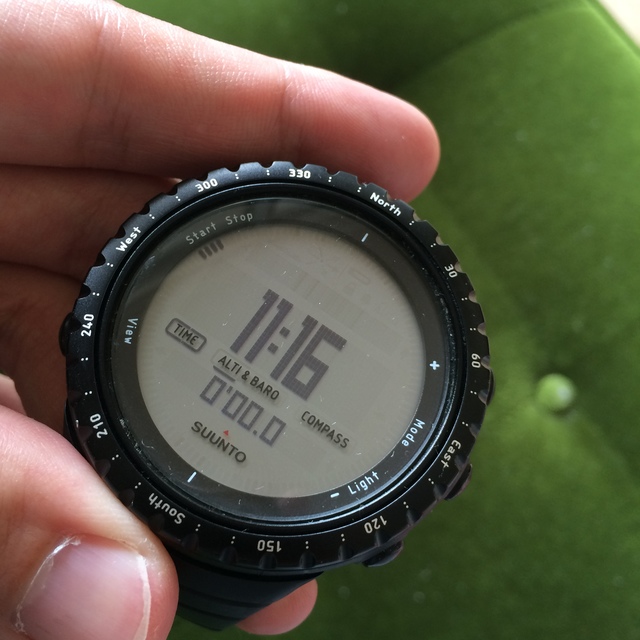 North
30
60
East
120
150
South
210
240
West
300
330
Start Stop
View
+
Mode
- Light
11:16
TIME
ALTI & BARO
COMPASS
0'00.0
SUUNTO